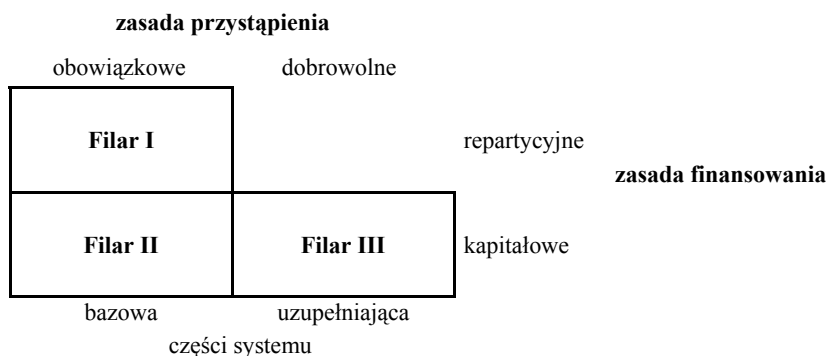 zasada przystąpienia
obowiązkowe dobrowolne
Filar I repartycyjne
zasada finansowania
Filar II Filar III kapitałowe
bazowa uzupełniająca
części systemu